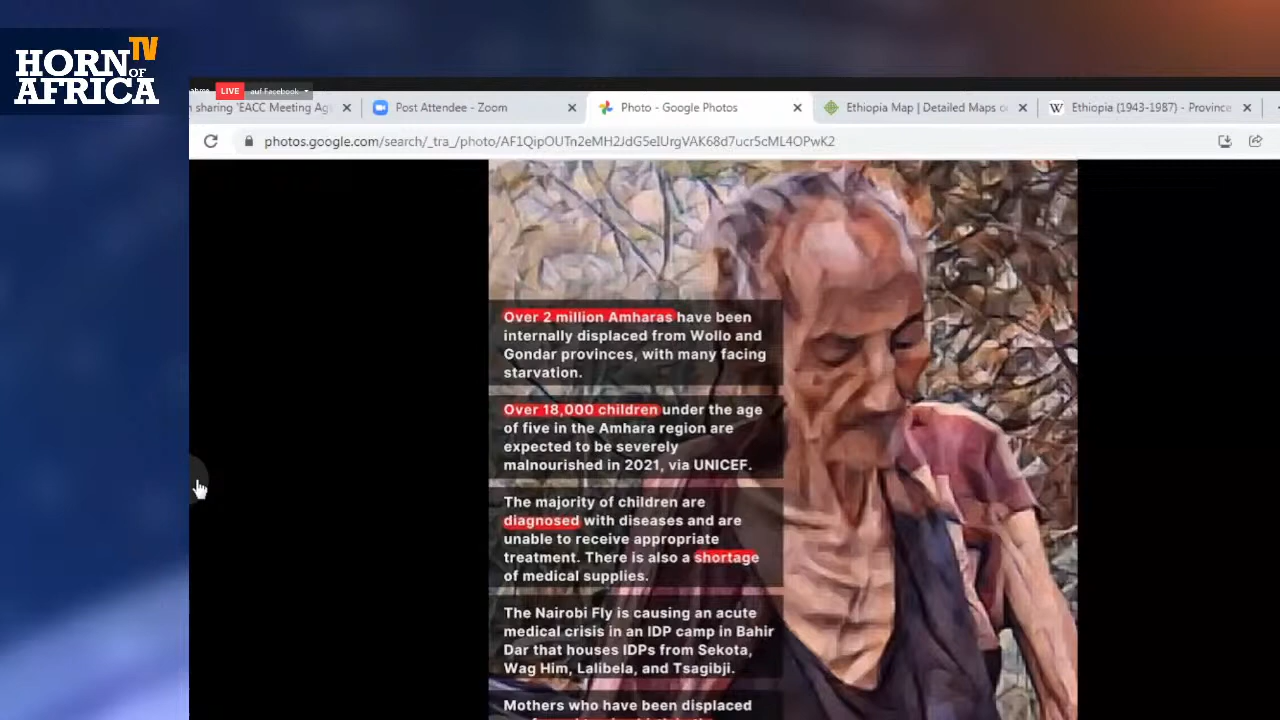 HORN TV
OF
AFRICA
LIVE auf Facebook
n sharing 'EACC Meeting Ag
Post Attendee - Zoom
Photo - Google Photos
Ethiopia Map | Detailed Maps o
Ethiopia (1943-1987) - Province
photos.google.com/search/_tra_/photo/AF1QipOUTn2eMH2JdG5eIUrgVAK68d7ucr5cML4OPwK2
Over 2 million Amharas have been
internally displaced from Wollo and
Gondar provinces, with many facing
starvation.
Over 18,000 children under the age
of five in the Amhara region are
expected to be severely
malnourished in 2021, via UNICEF.
The majority of children are
diagnosed with diseases and are
unable to receive appropriate
treatment. There is also a shortage
of medical supplies.
The Nairobi Fly is causing an acute
medical crisis in an IDP camp in Bahir
Dar that houses IDPs from Sekota,
Wag Him, Lalibela, and Tsagibji.
Mothers who have been displaced